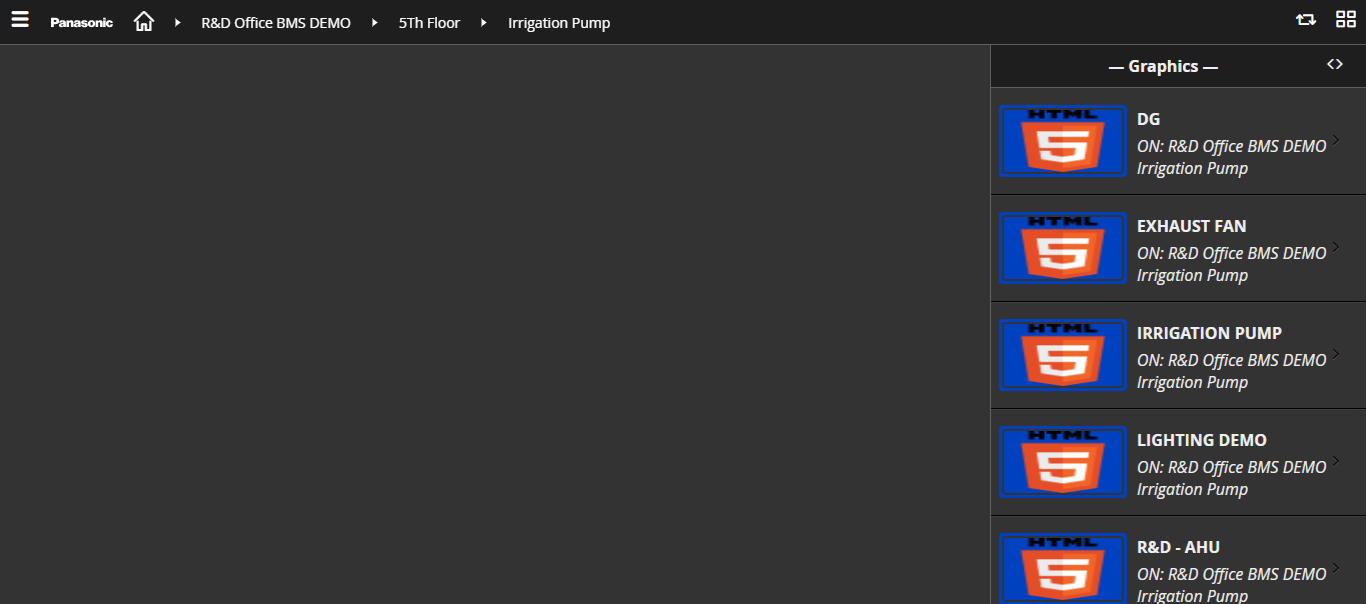 Panasonic R&D Office BMS DEMO 5Th Floor Irrigation Pump
— Graphics —
HTML
5
DG
ON: R&D Office BMS DEMO
Irrigation Pump
HTML
5
EXHAUST FAN
ON: R&D Office BMS DEMO
Irrigation Pump
HTML
5
IRRIGATION PUMP
ON: R&D Office BMS DEMO
Irrigation Pump
HTML
5
LIGHTING DEMO
ON: R&D Office BMS DEMO
Irrigation Pump
HTML
5
R&D - AHU
ON: R&D Office BMS DEMO
Irrigation Pump